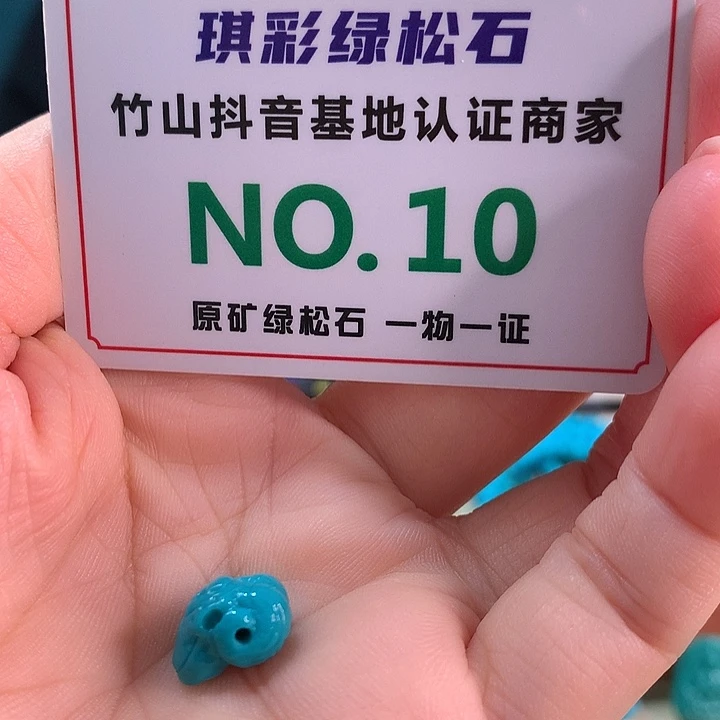 琪彩绿松石
竹山抖音基地认证商家
NO.10
原矿绿松石 一物一证